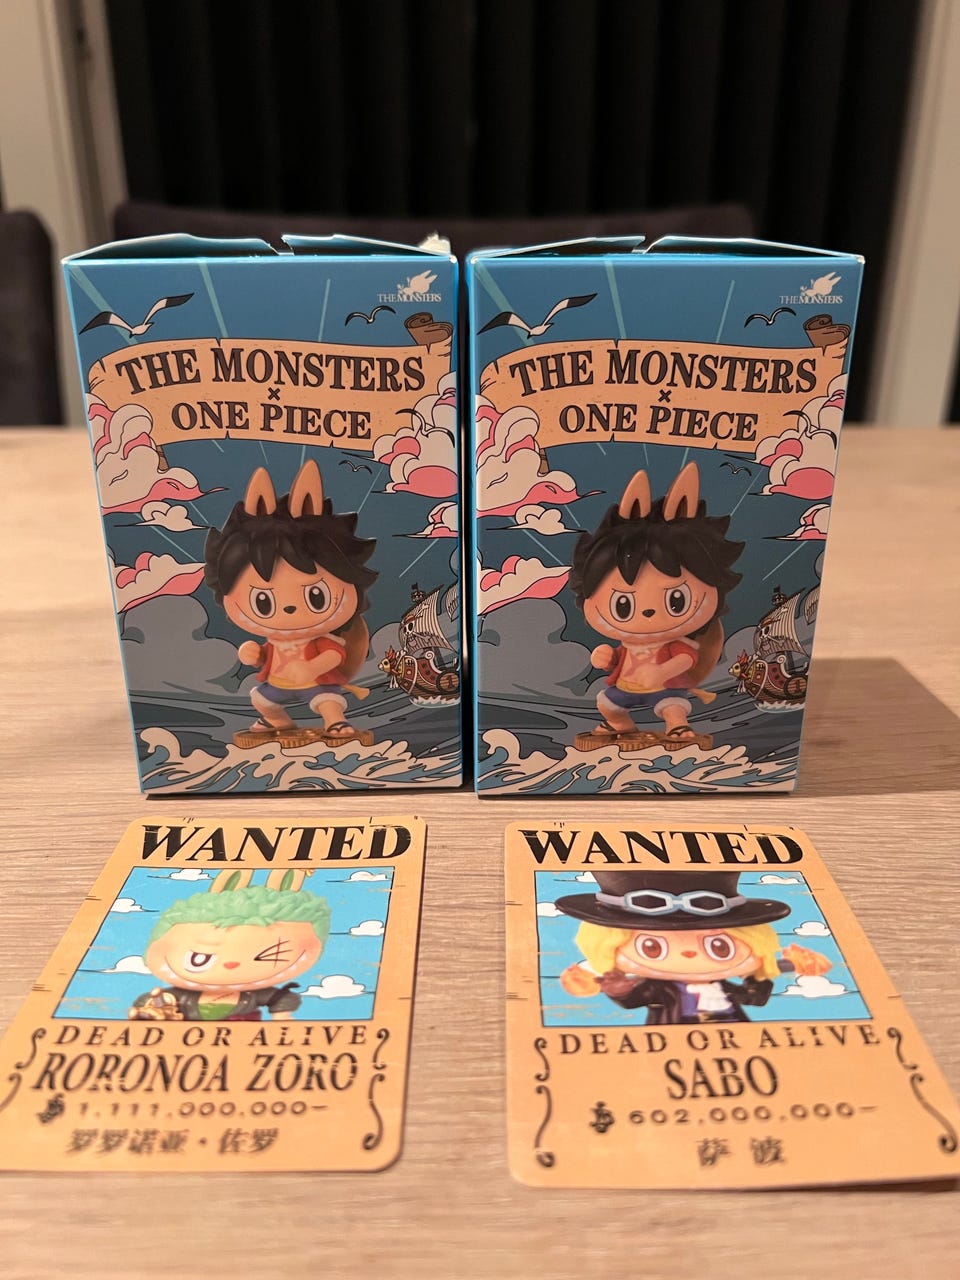 THE MONSTERS
THE MONSTERS
×
ONE PIECE
THE MONSTERS
THE MONSTERS
×
ONE PIECE
WANTED
DEAD OR ALIVE
RORONOA ZORO
1,111,000,000-
罗罗诺亚·佐罗
WANTED
DEAD OR ALIVE
SABO
602,000,000-
萨波